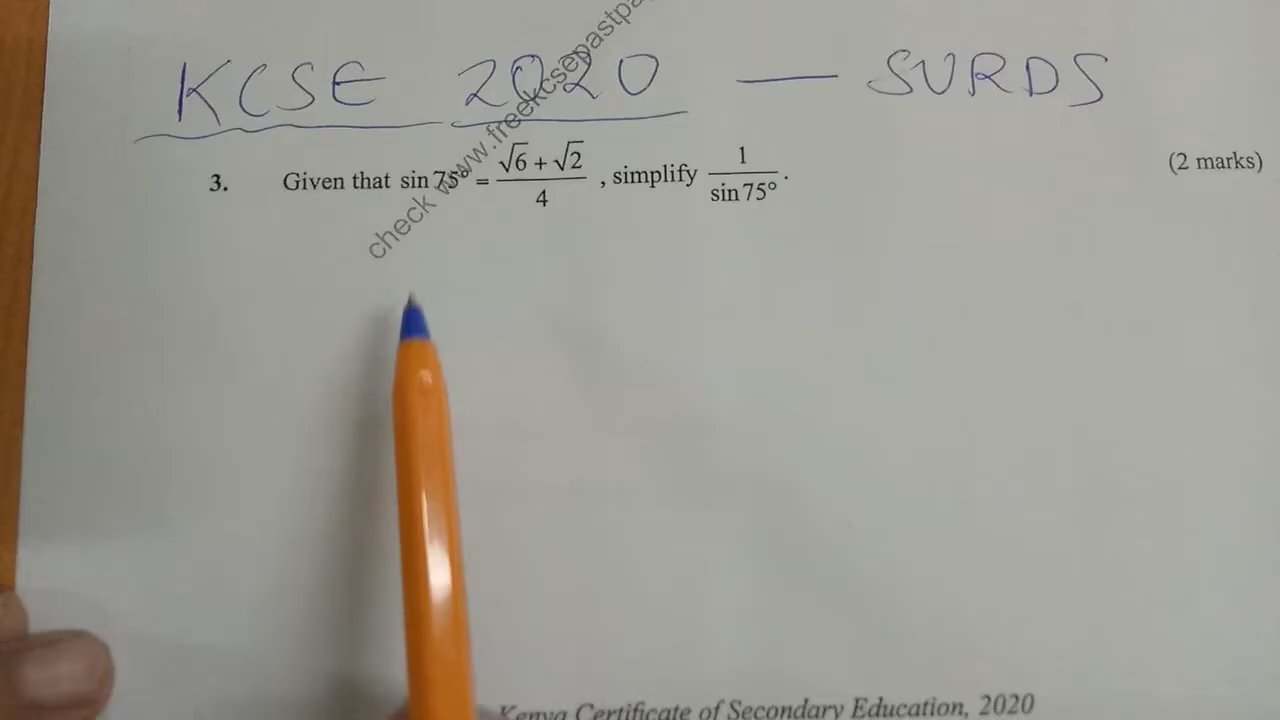 KCSE 2020 — SURDS
3. Given that sin 75° = (√6 + √2)/4 , simplify 1/sin 75° . (2 marks)
check www.freekcsepastpa
Kenya Certificate of Secondary Education, 2020